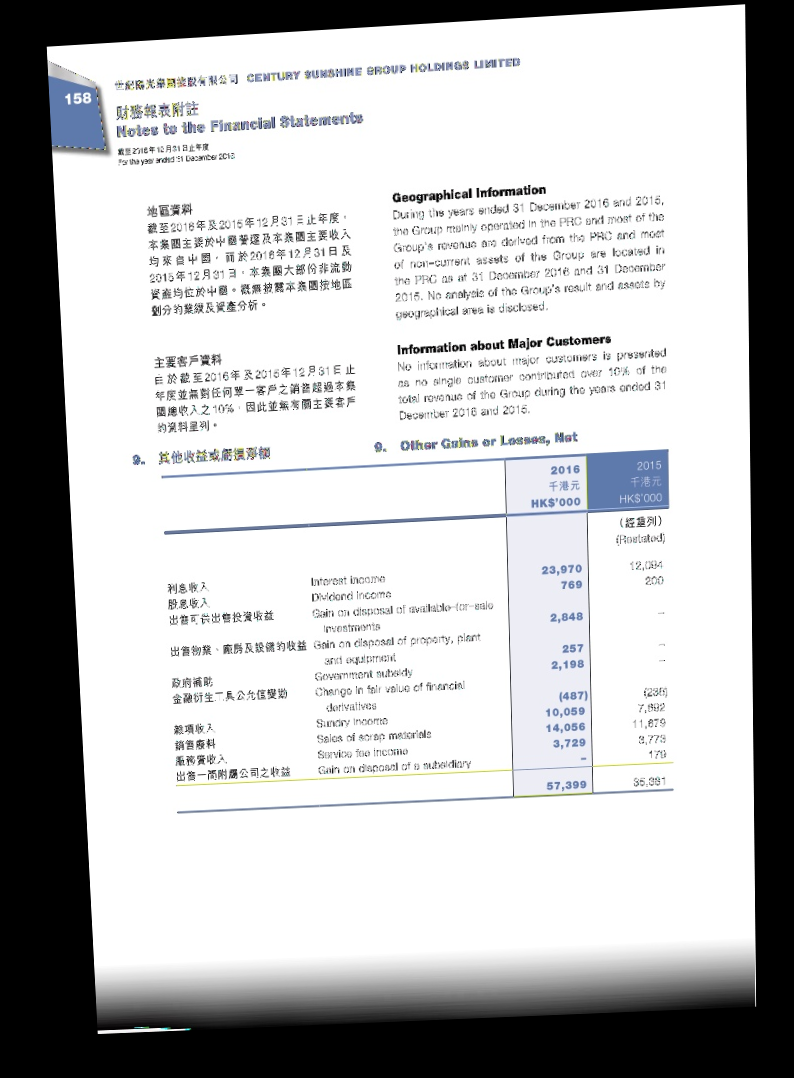 158
世紀陽光集團控股有限公司 CENTURY SUNSHINE GROUP HOLDINGS LIMITED
財務報表附註
Notes to the Financial Statements
截至2016年12月31日止年度
For the year ended 31 December 2016
地區資料
截至2016年及2015年12月31日止年度，
本集團主要於中國營運及本集團主要收入
均來自中國，而於2016年12月31日及
2015年12月31日，本集團大部份非流動
資產均位於中國。概無披露本集團按地區
劃分的業績及資產分析。
主要客戶資料
由於截至2016年及2015年12月31日止
年度並無對任何單一客戶之銷售超過本集
團總收入之10%，因此並無有關主要客戶
的資料呈列。
Geographical Information
During the years ended 31 December 2016 and 2015,
the Group mainly operated in the PRC and most of the
Group's revenue are derived from the PRC and most
of non-current assets of the Group are located in
the PRC as at 31 December 2016 and 31 December
2015. No analysis of the Group's result and assets by
geographical area is disclosed.
Information about Major Customers
No information about major customers is presented
as no single customer contributed over 10% of the
total revenue of the Group during the years ended 31
December 2016 and 2015.
9. 其他收益或虧損淨額 9. Other Gains or Losses, Net
2016 2015
千港元 千港元
HK$'000 HK$'000
（經重列）
(Restated)
利息收入 Interest income 23,970 12,094
股息收入 Dividend income 769 200
出售可供出售投資收益 Gain on disposal of available-for-sale
investments 2,848 –
出售物業、廠房及設備的收益 Gain on disposal of property, plant
and equipment 257 –
政府補助 Government subsidy 2,198 –
金融衍生工具公允值變動 Change in fair value of financial
derivatives (487) (236)
雜項收入 Sundry income 10,059 7,692
銷售廢料 Sales of scrap materials 14,056 11,679
服務費收入 Service fee income 3,729 3,773
出售一間附屬公司之收益 Gain on disposal of a subsidiary – 179
57,399 35,381